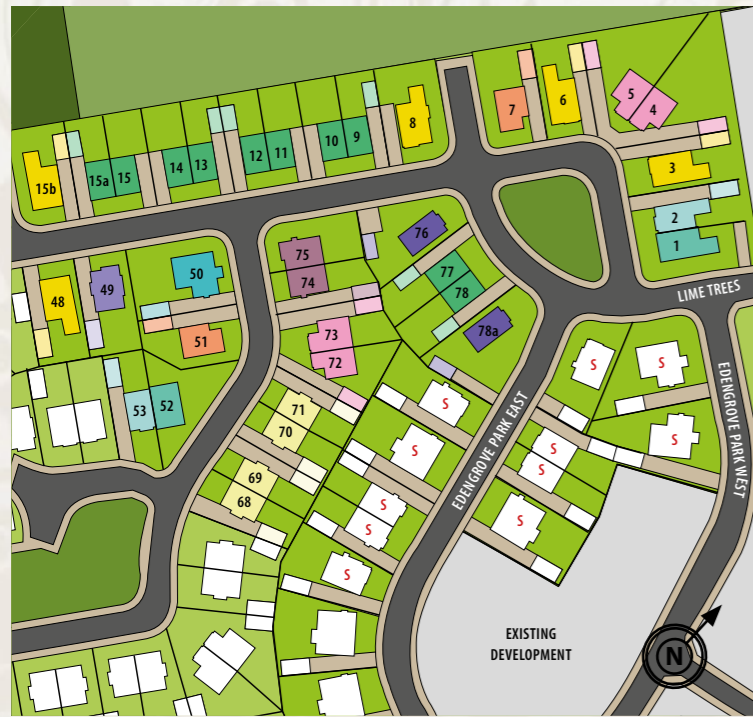 5
4
6
7
8
3
10
9
12
11
14
13
15a
15
15b
2
1
76
75
74
77
78
50
49
48
LIME TREES
78a
51
73
72
S
S
EDENGROVE PARK WEST
53
52
71
70
S
EDENGROVE PARK EAST
S
S
S
S
69
68
S
S
S
S
EXISTING
DEVELOPMENT
N